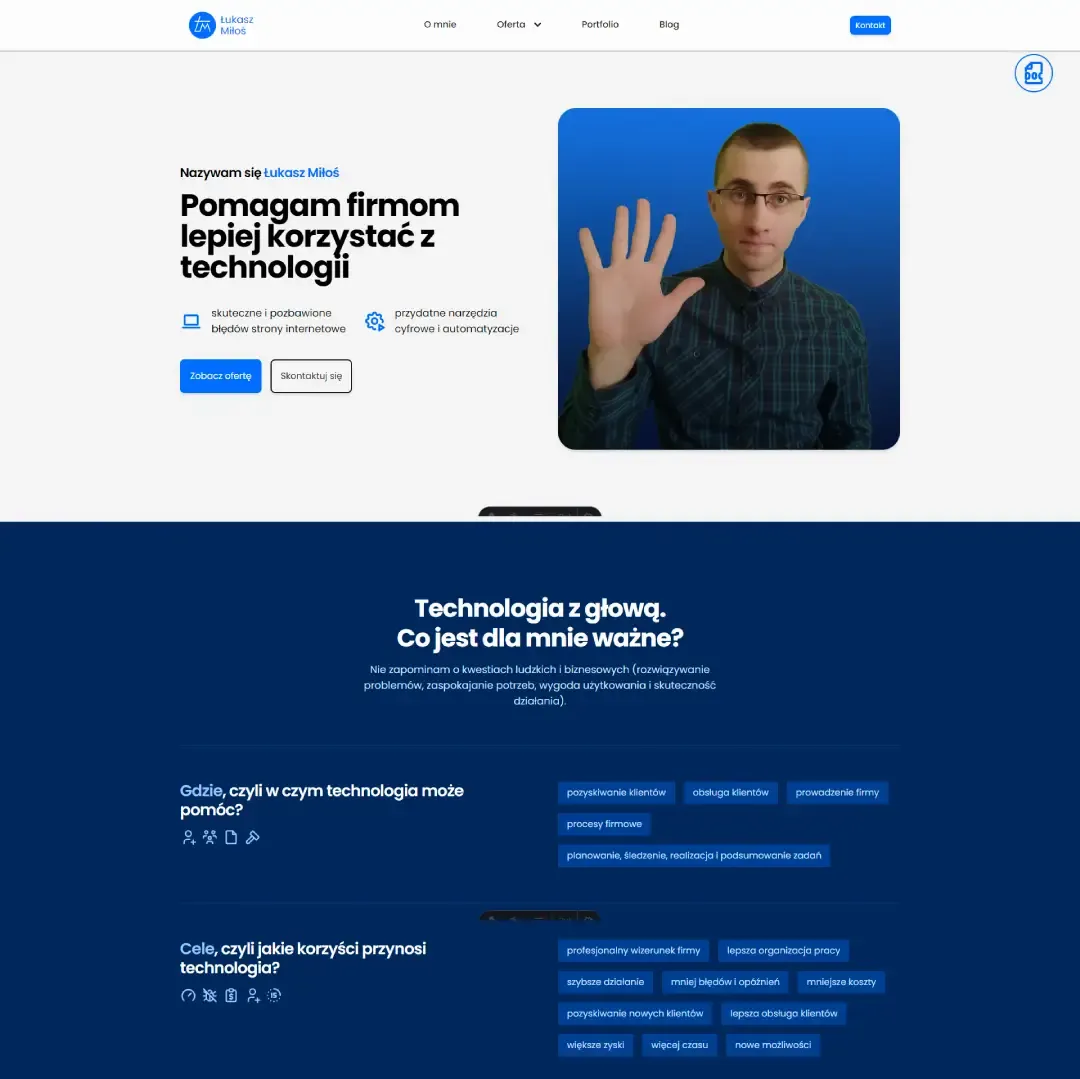 Łukasz
Miłoś
O mnie
Oferta
Portfolio
Blog
Kontakt
DOC
Nazywam się Łukasz Miłoś
Pomagam firmom
lepiej korzystać z
technologii
skuteczne i pozbawione
błędów strony internetowe
przydatne narzędzia
cyfrowe i automatyzacje
Zobacz ofertę
Skontaktuj się
Technologia z głową.
Co jest dla mnie ważne?
Nie zapominam o kwestiach ludzkich i biznesowych (rozwiązywanie
problemów, zaspokajanie potrzeb, wygoda użytkowania i skuteczność
działania).
Gdzie, czyli w czym technologia może
pomóc?
pozyskiwanie klientów
obsługa klientów
prowadzenie firmy
procesy firmowe
planowanie, śledzenie, realizacja i podsumowanie zadań
Cele, czyli jakie korzyści przynosi
technologia?
profesjonalny wizerunek firmy
lepsza organizacja pracy
szybsze działanie
mniej błędów i opóźnień
mniejsze koszty
pozyskiwanie nowych klientów
lepsza obsługa klientów
większe zyski
więcej czasu
nowe możliwości